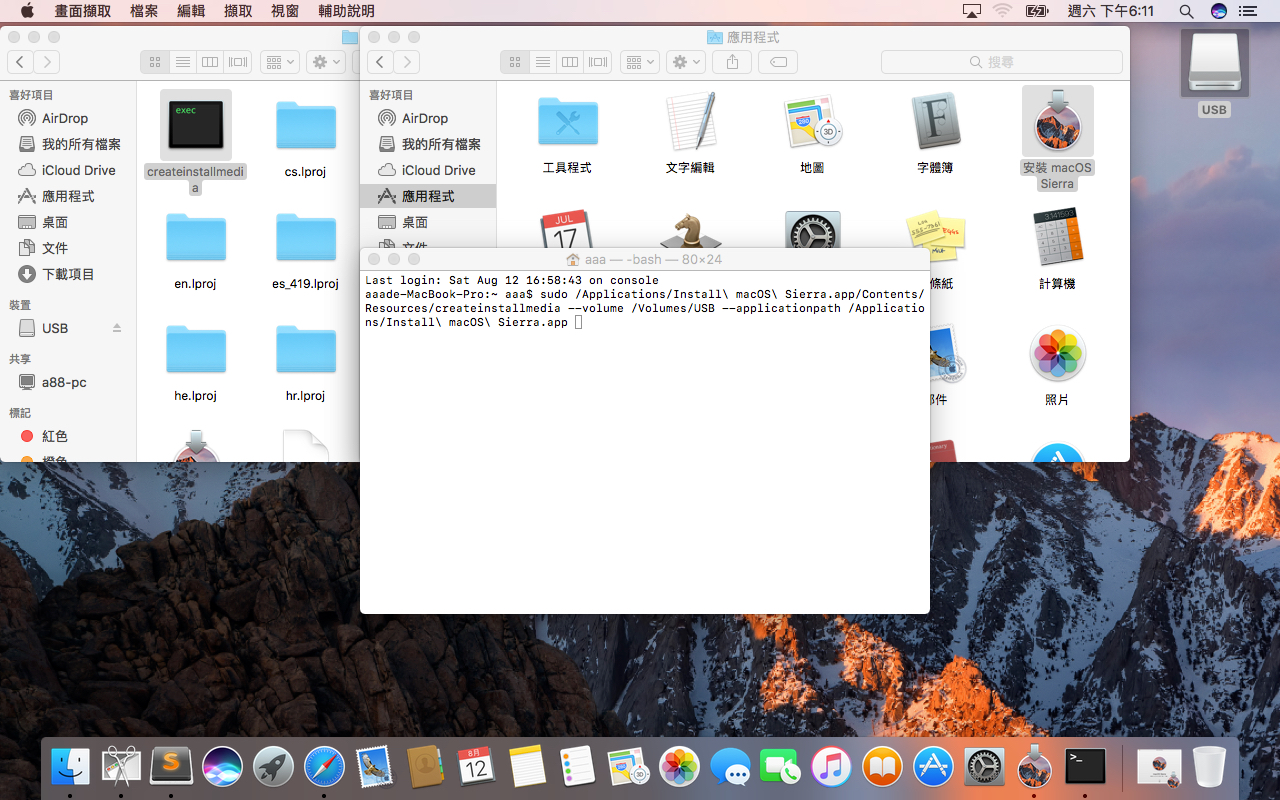 畫面擷取 檔案 編輯 擷取 視窗 輔助說明 週六 下午6:11
喜好項目
AirDrop
我的所有檔案
iCloud Drive
應用程式
桌面
文件
下載項目
裝置
USB
共享
a88-pc
標記
紅色
橙色
exec
createinstallmedi
a
cs.lproj
en.lproj
es_419.lproj
he.lproj
hr.lproj
應用程式
搜尋
喜好項目
AirDrop
我的所有檔案
iCloud Drive
應用程式
桌面
文件
工具程式
文字編輯
地圖
字體簿
安裝 macOS
Sierra
JUL
17
條紙
計算機
郵件
照片
aaa — -bash — 80×24
Last login: Sat Aug 12 16:58:43 on console
aaade-MacBook-Pro:~ aaa$ sudo /Applications/Install\ macOS\ Sierra.app/Contents/
Resources/createinstallmedia --volume /Volumes/USB --applicationpath /Applicatio
ns/Install\ macOS\ Sierra.app
USB
8月
12